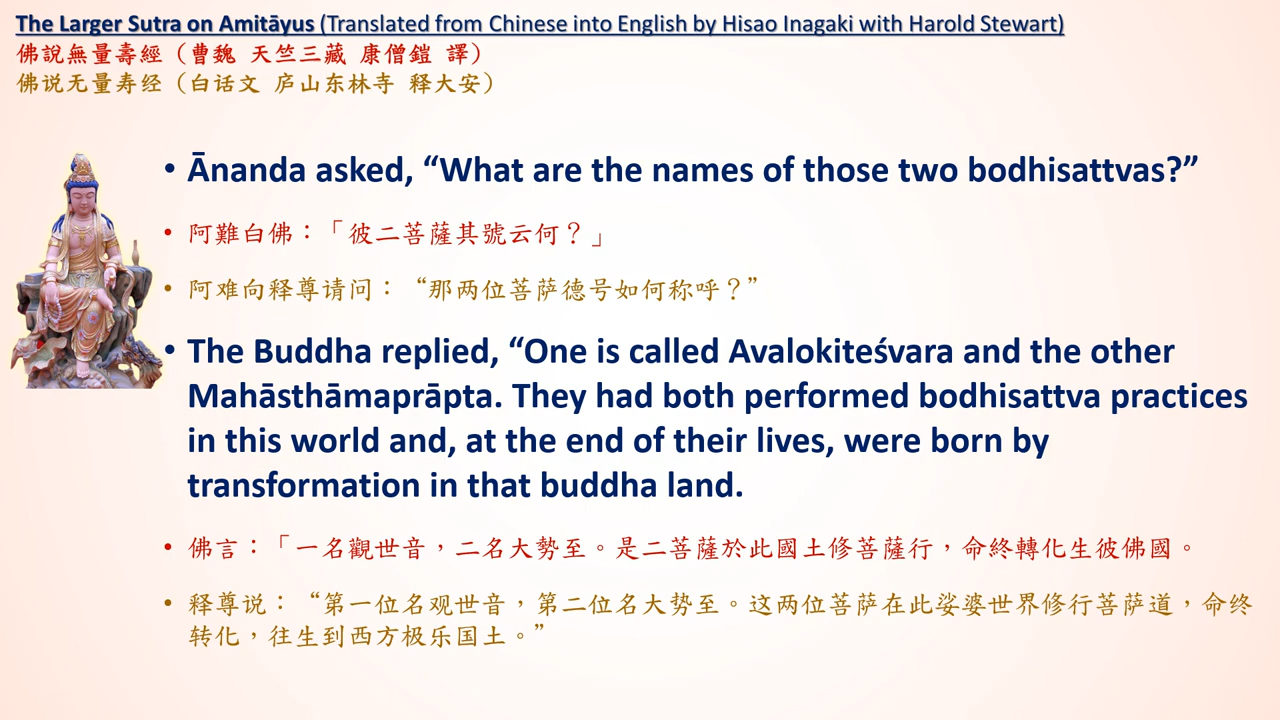 The Larger Sutra on Amitāyus (Translated from Chinese into English by Hisao Inagaki with Harold Stewart)
佛說無量壽經（曹魏 天竺三藏 康僧鎧 譯）
佛说无量寿经（白话文 庐山东林寺 释大安）
• Ānanda asked, “What are the names of those two bodhisattvas?”
• 阿難白佛：「彼二菩薩其號云何？」
• 阿难向释尊请问：“那两位菩萨德号如何称呼？”
• The Buddha replied, “One is called Avalokiteśvara and the other
Mahāsthāmaprāpta. They had both performed bodhisattva practices
in this world and, at the end of their lives, were born by
transformation in that buddha land.
• 佛言：「一名觀世音，二名大勢至。是二菩薩於此國土修菩薩行，命終轉化生彼佛國。
• 释尊说：“第一位名观世音，第二位名大势至。这两位菩萨在此娑婆世界修行菩萨道，命终
转化，往生到西方极乐国土。”